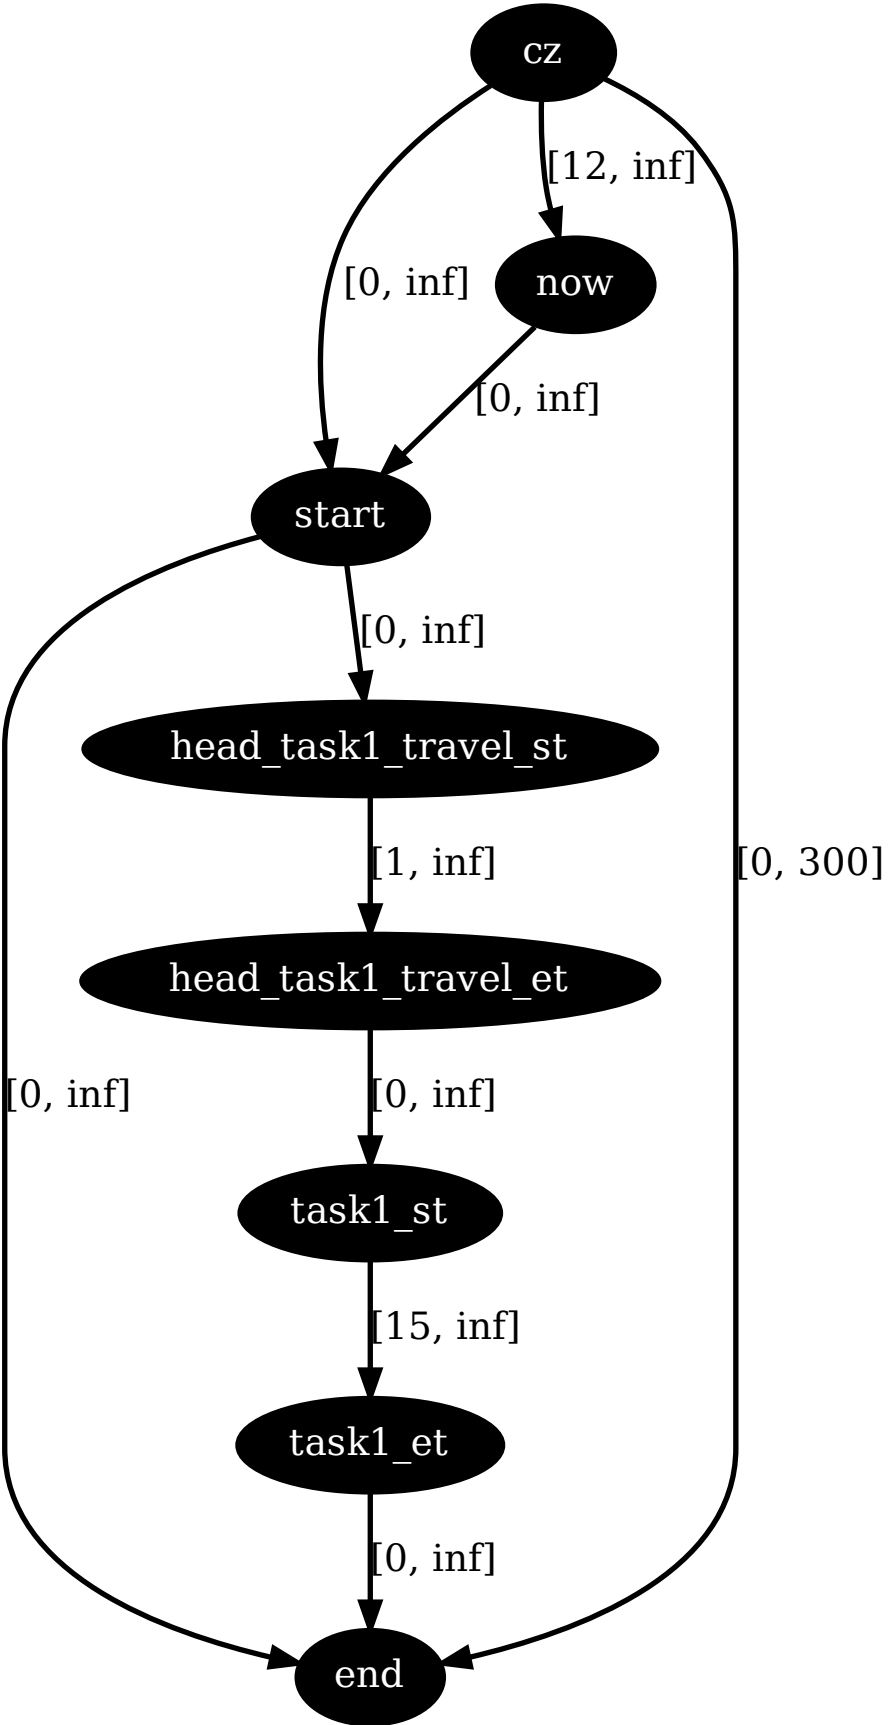 cz
[12, inf]
[0, inf]
now
[0, inf]
start
[0, inf]
head_task1_travel_st
[1, inf]
[0, 300]
head_task1_travel_et
[0, inf]
[0, inf]
task1_st
[15, inf]
task1_et
[0, inf]
end